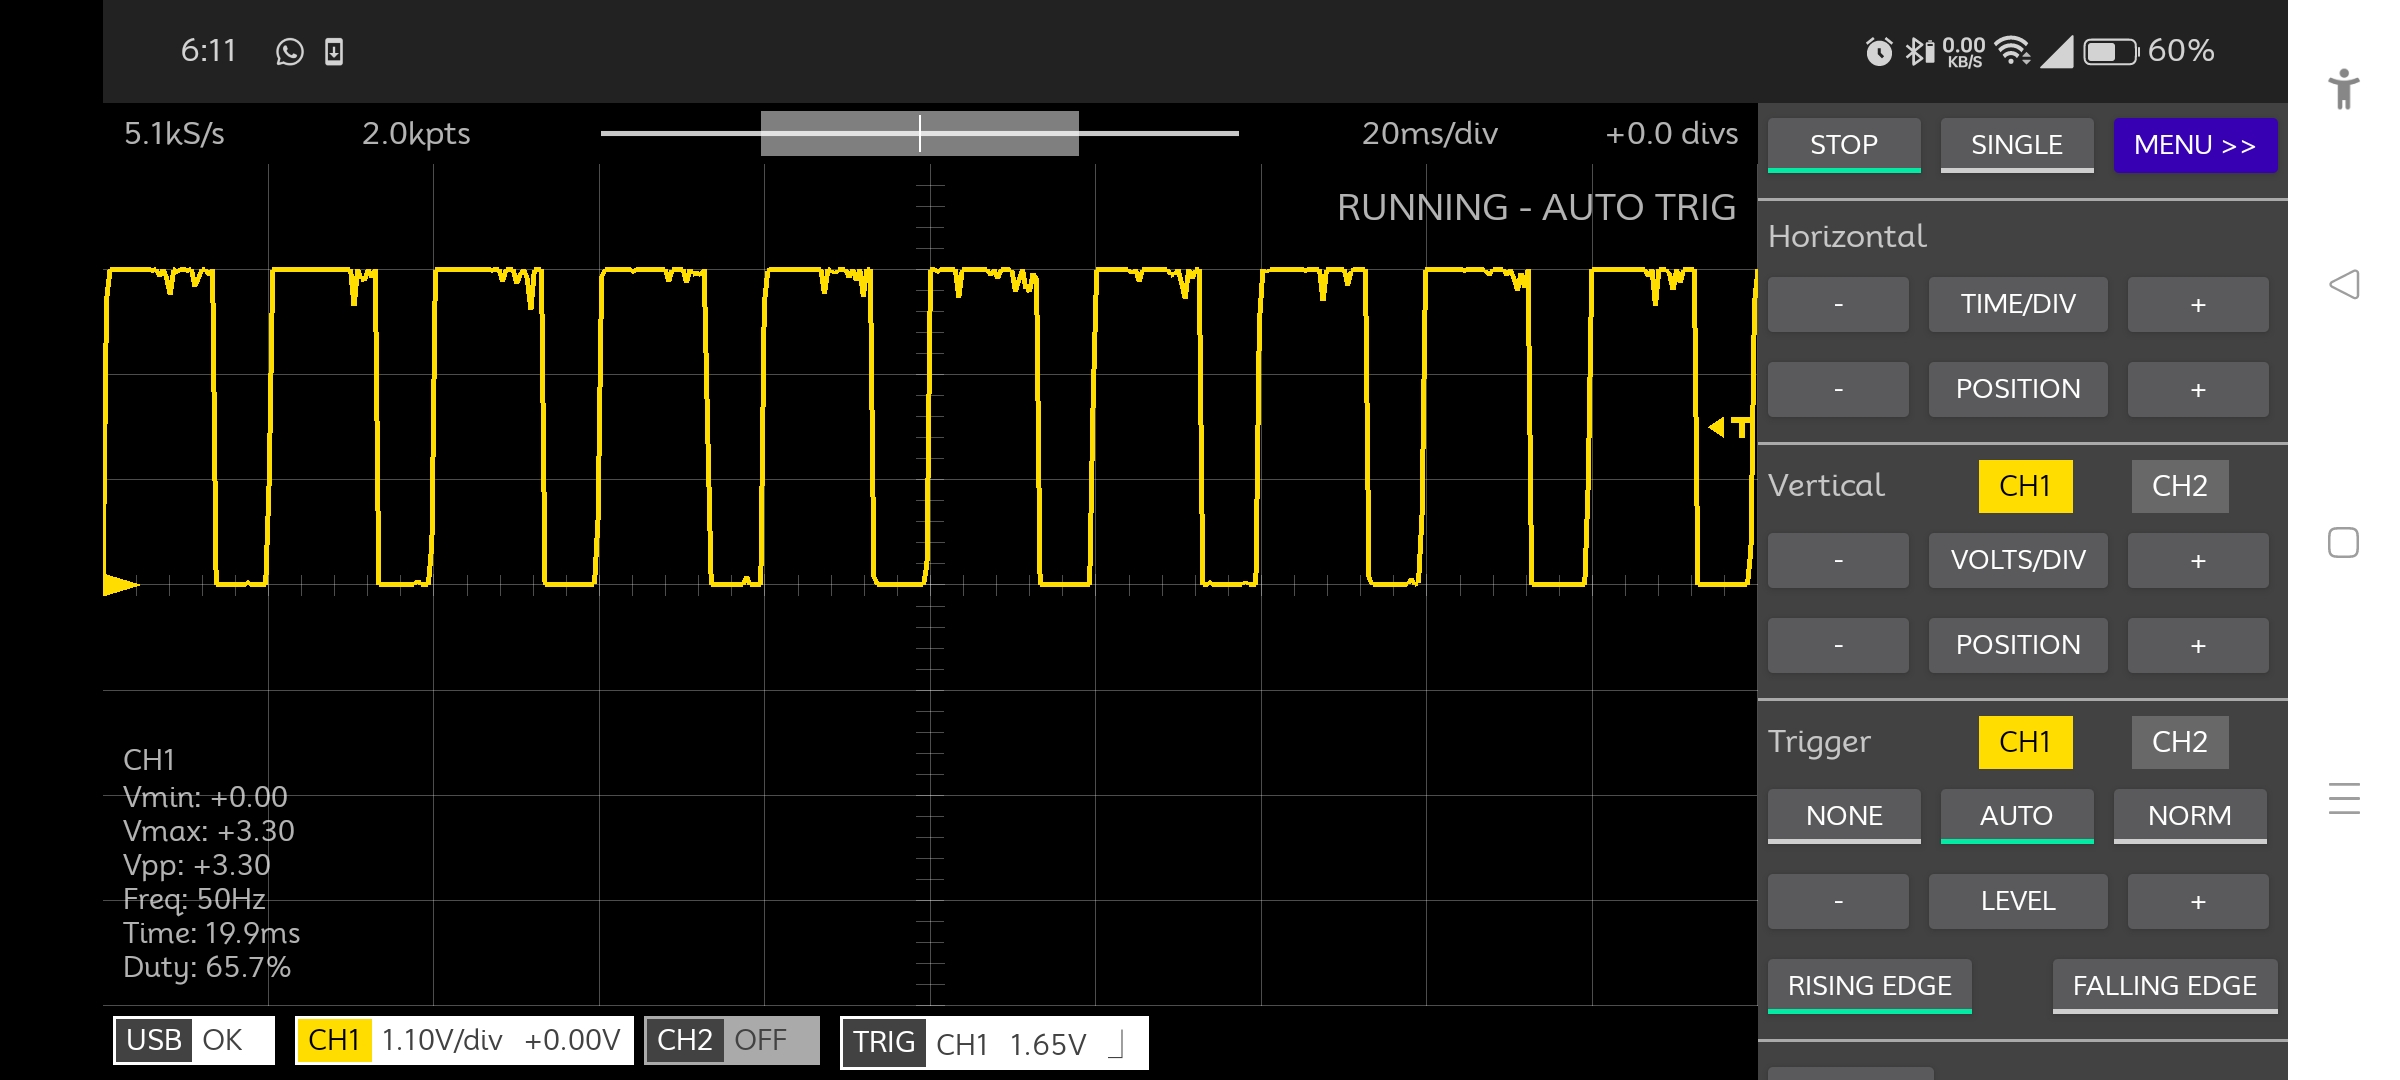 6:11 0.00 KB/S 60%
5.1kS/s 2.0kpts 20ms/div +0.0 divs
RUNNING - AUTO TRIG
T
CH1
Vmin: +0.00
Vmax: +3.30
Vpp: +3.30
Freq: 50Hz
Time: 19.9ms
Duty: 65.7%
USB OK CH1 1.10V/div +0.00V CH2 OFF TRIG CH1 1.65V
STOP SINGLE MENU >>
Horizontal
- TIME/DIV +
- POSITION +
Vertical CH1 CH2
- VOLTS/DIV +
- POSITION +
Trigger CH1 CH2
NONE AUTO NORM
- LEVEL +
RISING EDGE FALLING EDGE